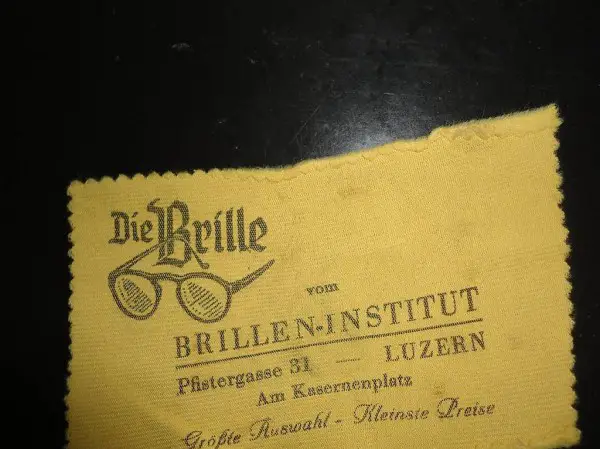 Die Brille
vom
BRILLEN-INSTITUT
Pfistergasse 31 — LUZERN
Am Kasernenplatz
Größte Auswahl - Kleinste Preise